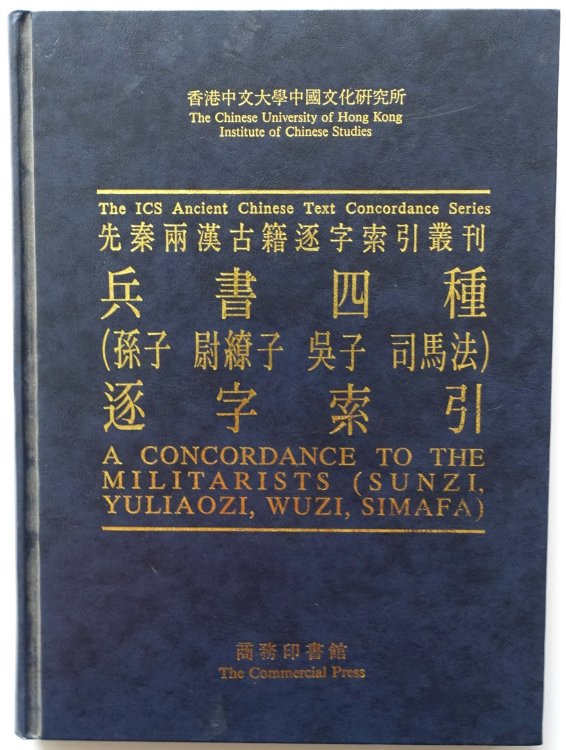 香港中文大學中國文化研究所
The Chinese University of Hong Kong
Institute of Chinese Studies
The ICS Ancient Chinese Text Concordance Series
先秦兩漢古籍逐字索引叢刊
兵書四種
(孫子 尉繚子 吳子 司馬法)
逐字索引
A CONCORDANCE TO THE
MILITARISTS (SUNZI,
YULIAOZI, WUZI, SIMAFA)
商務印書館
The Commercial Press